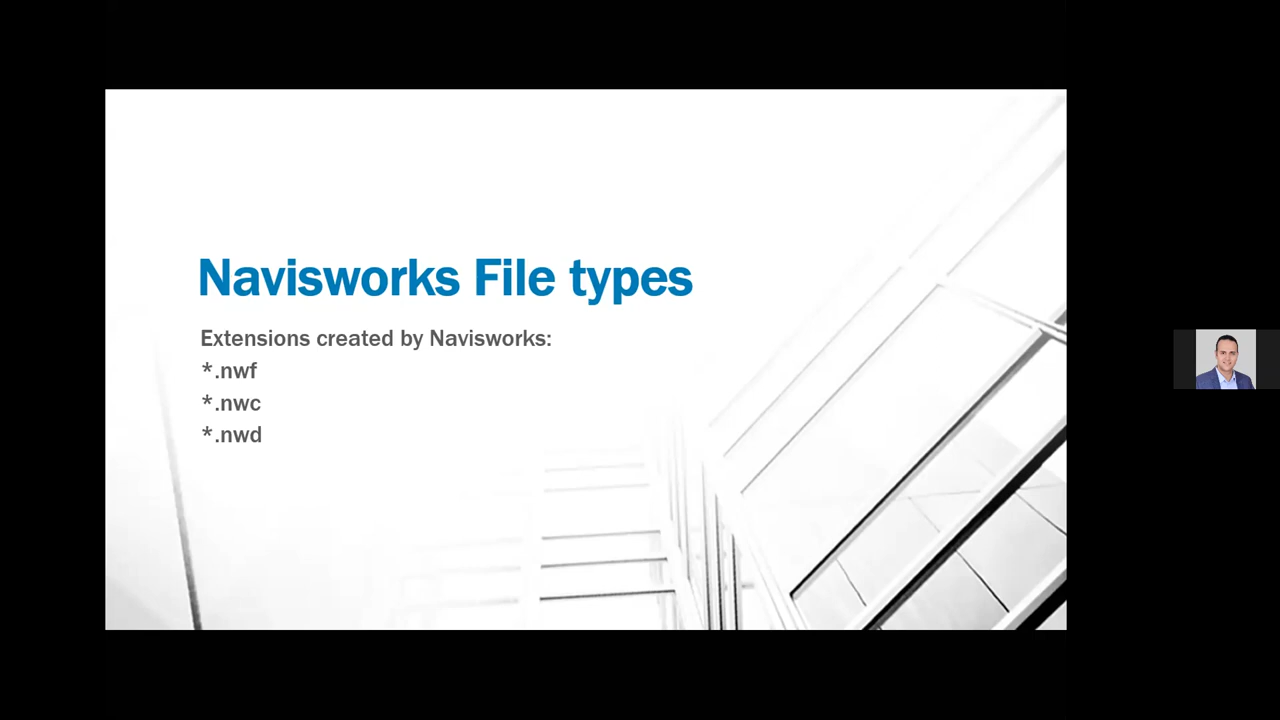 Navisworks File types
Extensions created by Navisworks:
*.nwf
*.nwc
*.nwd